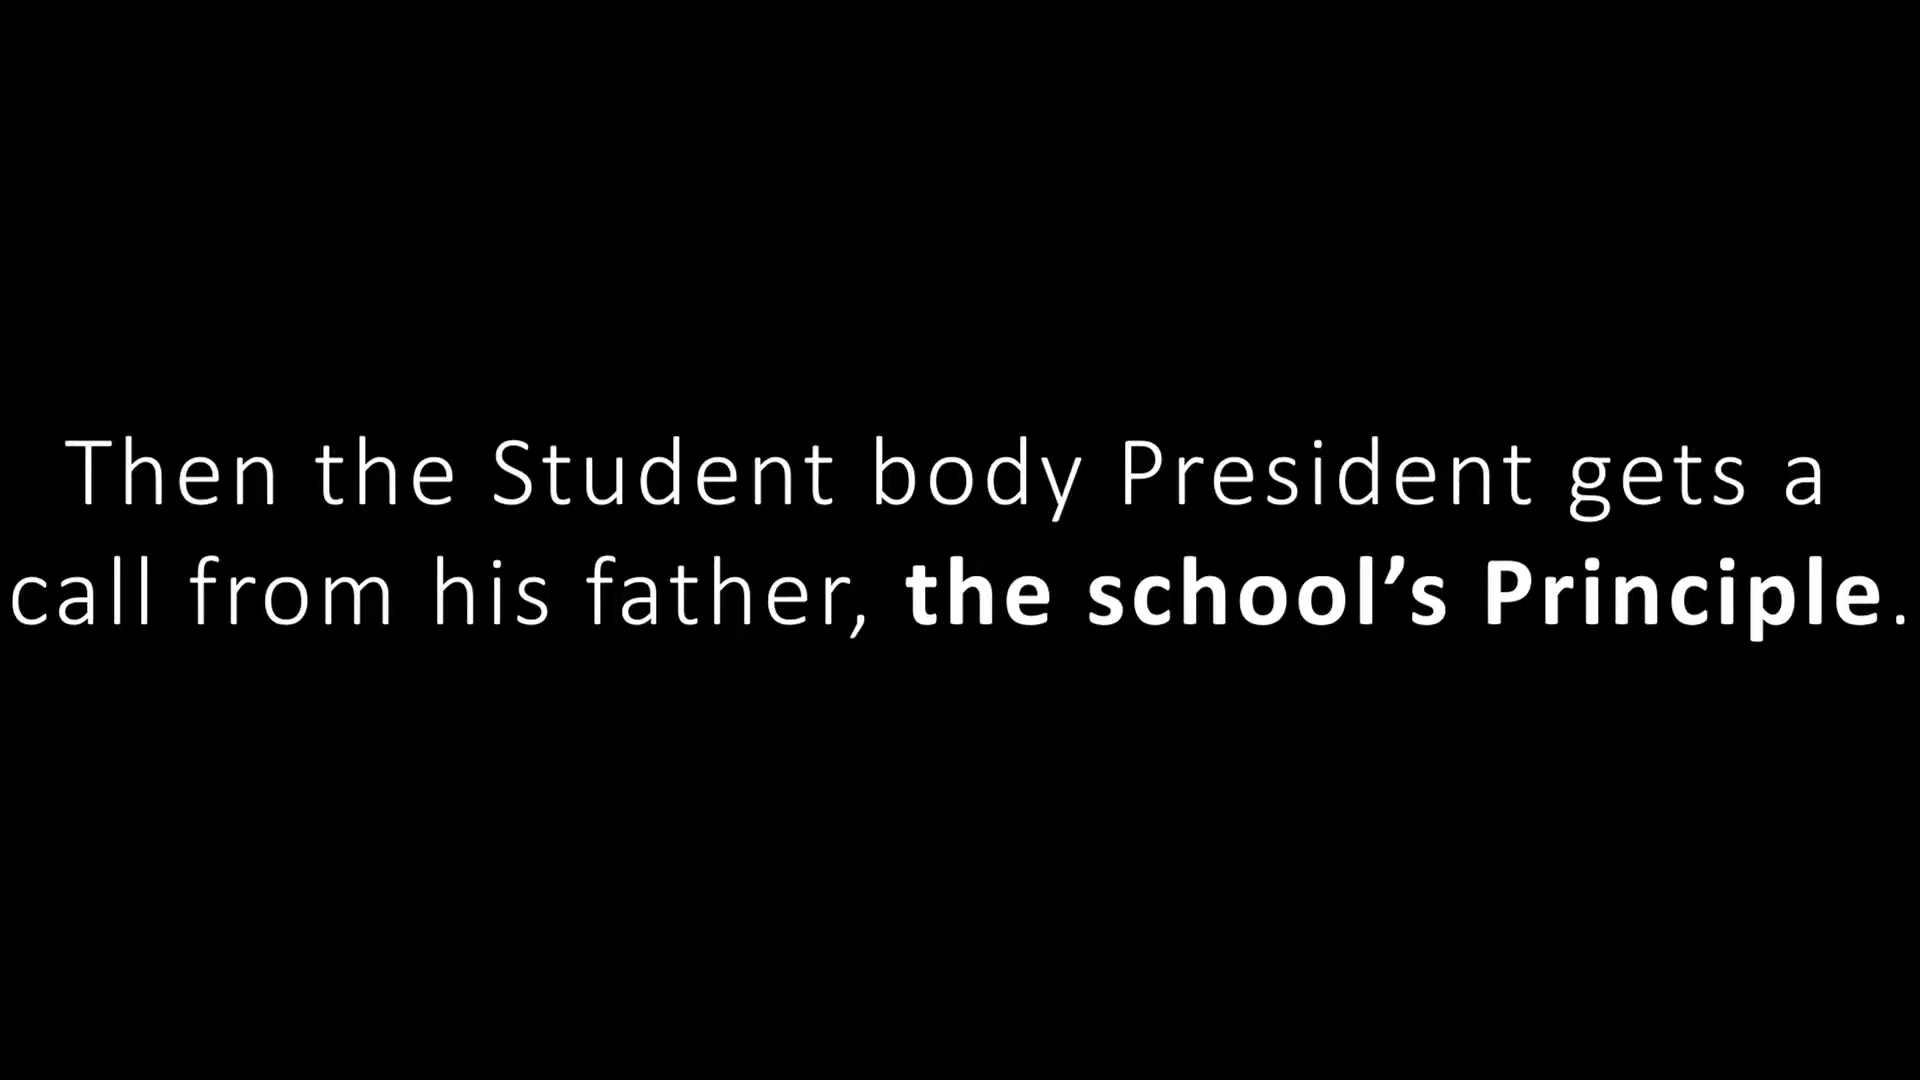 Then the Student body President gets a
call from his father, the school’s Principle.